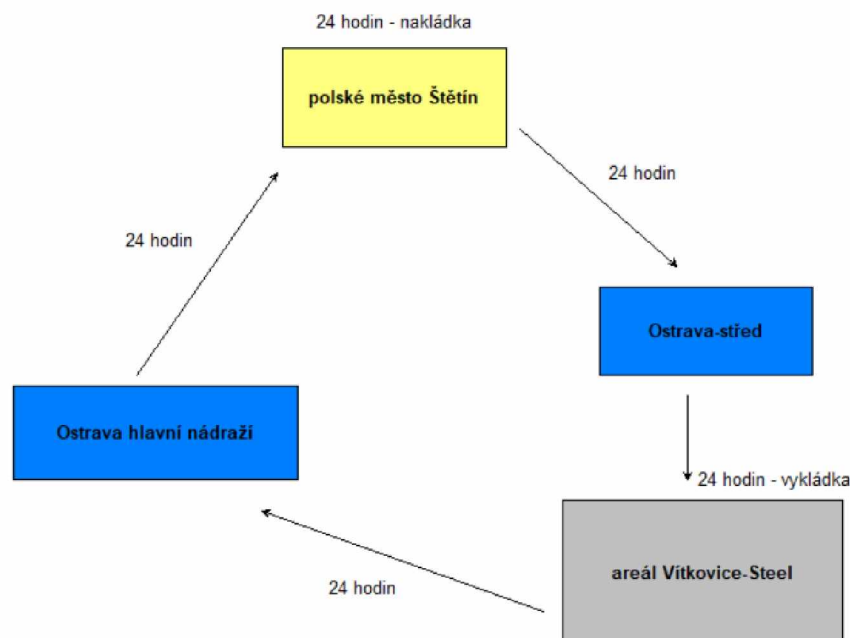 24 hodin - nakládka
polské město Štětín
24 hodin
24 hodin
Ostrava-střed
Ostrava hlavní nádraží
24 hodin - vykládka
areál Vítkovice-Steel
24 hodin